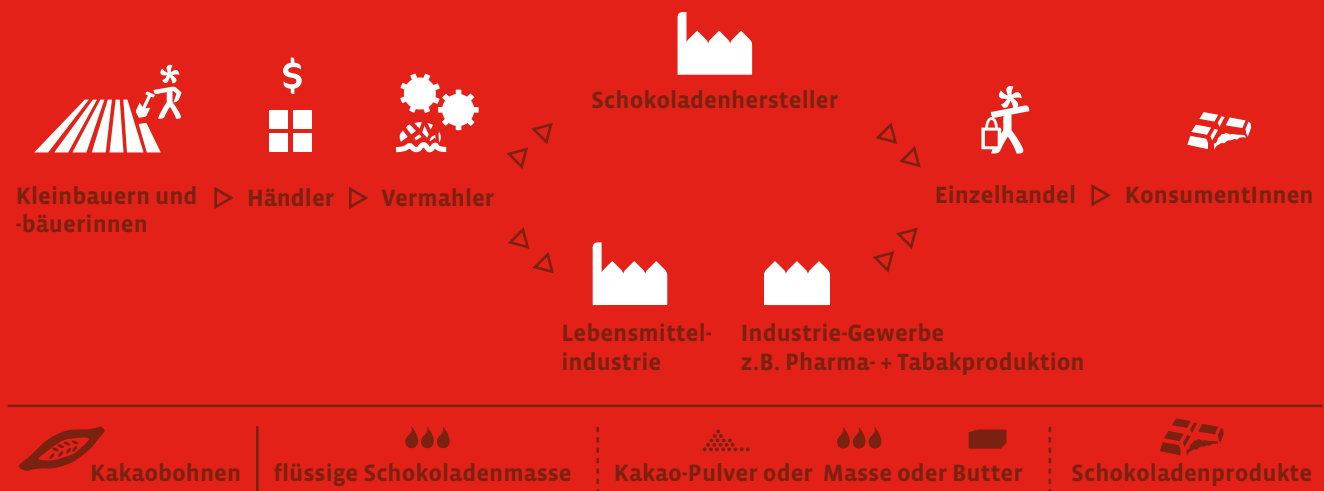 $
Schokoladenhersteller
Kleinbauern und
-bäuerinnen
Händler
Vermahler
Einzelhandel
KonsumentInnen
Lebensmittel-
industrie
Industrie-Gewerbe
z.B. Pharma- + Tabakproduktion
Kakaobohnen
flüssige Schokoladenmasse
Kakao-Pulver oder Masse oder Butter
Schokoladenprodukte